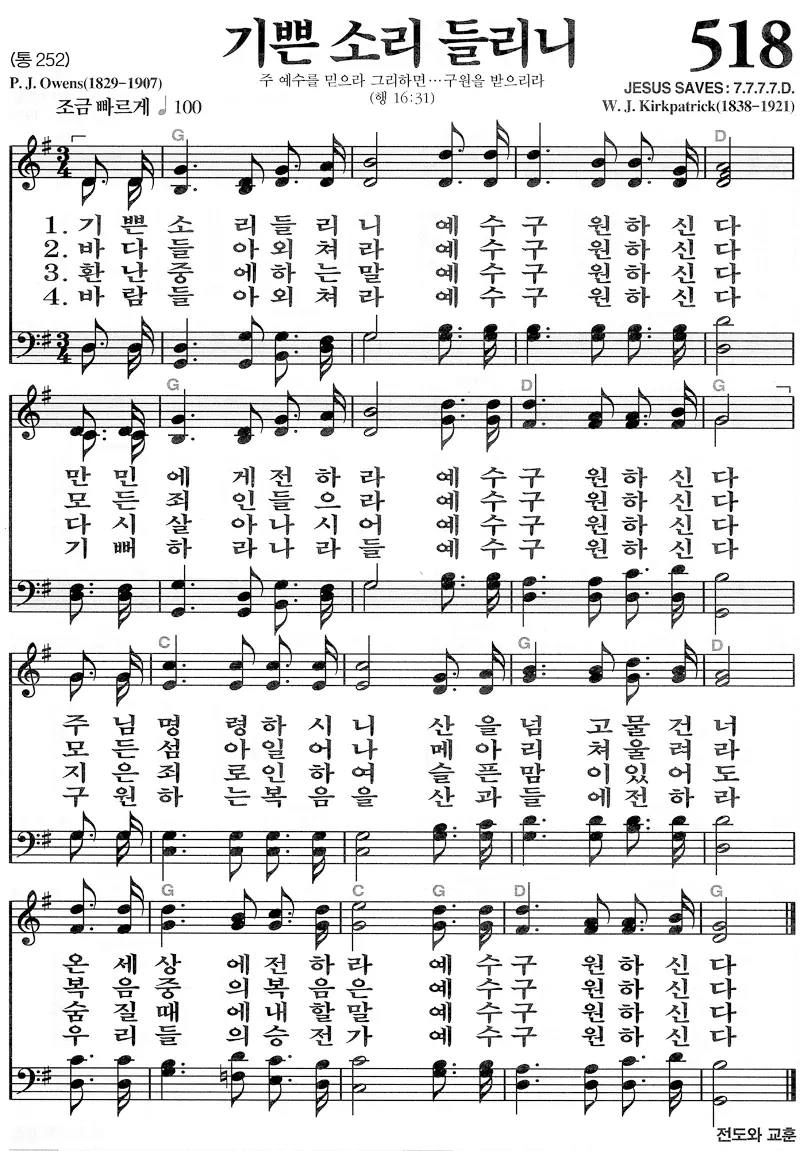 (통 252)
기쁜 소리 들리니
518
P. J. Owens(1829-1907)
주 예수를 믿으라 그리하면…구원을 받으리라
(행 16:31)
JESUS SAVES : 7.7.7.7.D.
W. J. Kirkpatrick(1838-1921)
조금 빠르게 ♩ 100
G D
1. 기 쁜 소 리 들 리 니 예 수 구 원 하 신 다
2. 바 다 들 아 외 쳐 라 예 수 구 원 하 신 다
3. 환 난 중 에 하 는 말 예 수 구 원 하 신 다
4. 바 람 들 아 외 쳐 라 예 수 구 원 하 신 다
G D G
만 민 에 게 전 하 라 예 수 구 원 하 신 다
모 든 죄 인 들 으 라 예 수 구 원 하 신 다
다 시 살 아 나 시 어 예 수 구 원 하 신 다
기 뻐 하 라 나 라 들 예 수 구 원 하 신 다
C G D
주 님 명 령 하 시 니 산 을 넘 고 물 건 너
모 든 섬 아 일 어 나 메 아 리 쳐 울 려 라
지 은 죄 로 인 하 여 슬 픈 맘 이 있 어 도
구 원 하 는 복 음 을 산 과 들 에 전 하 라
G C G D G
온 세 상 에 전 하 라 예 수 구 원 하 신 다
복 음 중 의 복 음 은 예 수 구 원 하 신 다
숨 질 때 에 내 할 말 예 수 구 원 하 신 다
우 리 들 의 승 전 가 예 수 구 원 하 신 다
전도와 교훈